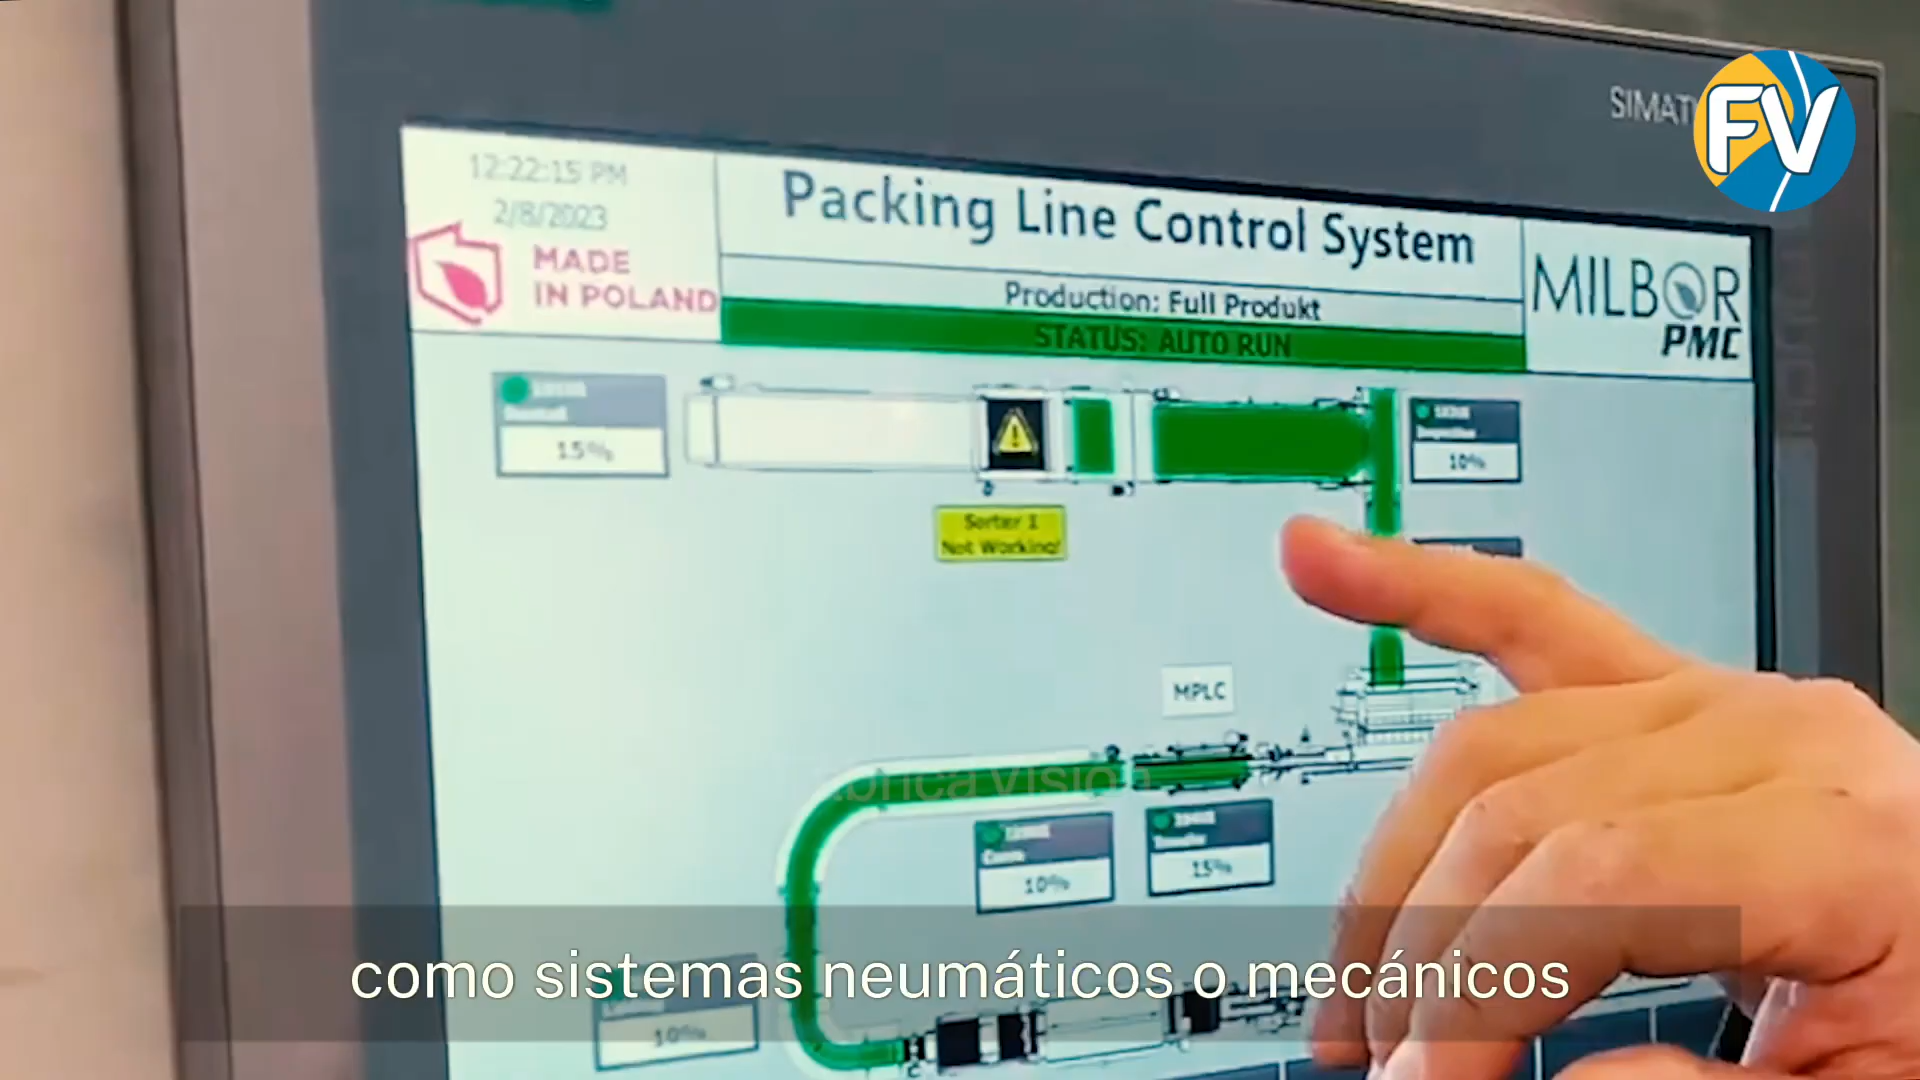 SIMATI
FV
12:22:15 PM
2/8/2023
MADE
IN POLAND
Packing Line Control System
Production: Full Produkt
STATUS: AUTO RUN
MILBOR
PMC
15%
10%
Sorter 1
Not Working!
MPLC
brica Vision
10%
15%
como sistemas neumáticos o mecánicos
10%